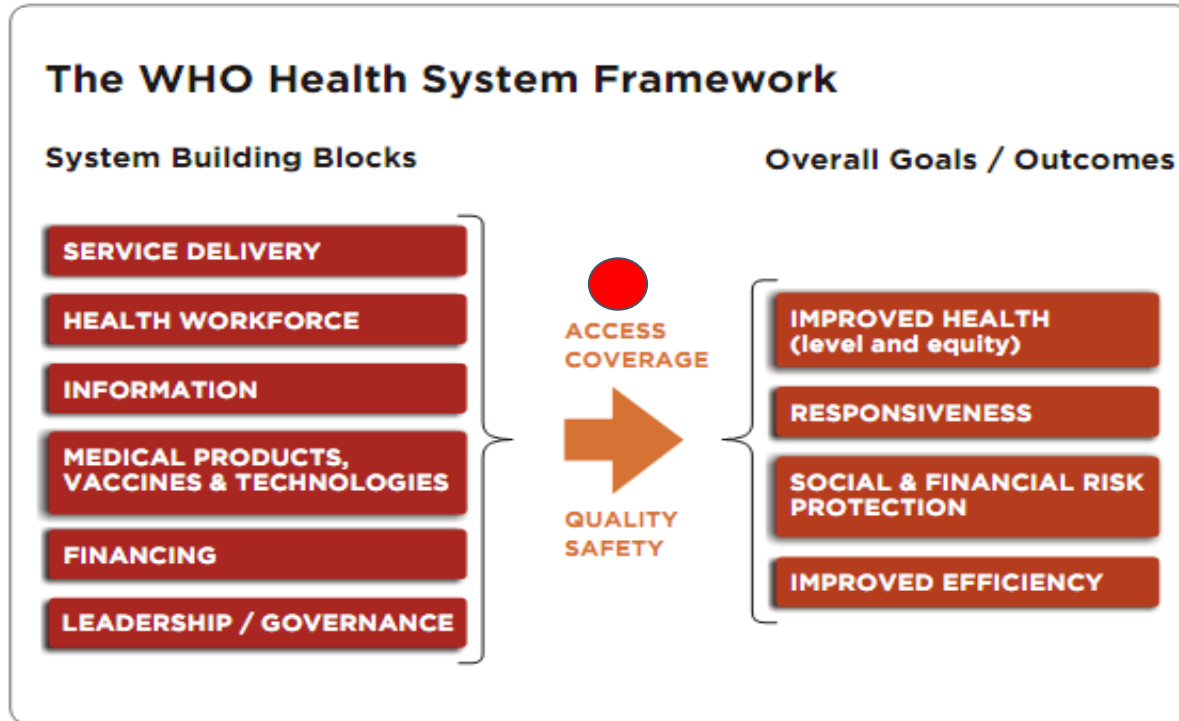 The WHO Health System Framework
System Building Blocks
Overall Goals / Outcomes
SERVICE DELIVERY
HEALTH WORKFORCE
INFORMATION
MEDICAL PRODUCTS,
VACCINES & TECHNOLOGIES
FINANCING
LEADERSHIP / GOVERNANCE
ACCESS
COVERAGE
QUALITY
SAFETY
IMPROVED HEALTH
(level and equity)
RESPONSIVENESS
SOCIAL & FINANCIAL RISK
PROTECTION
IMPROVED EFFICIENCY